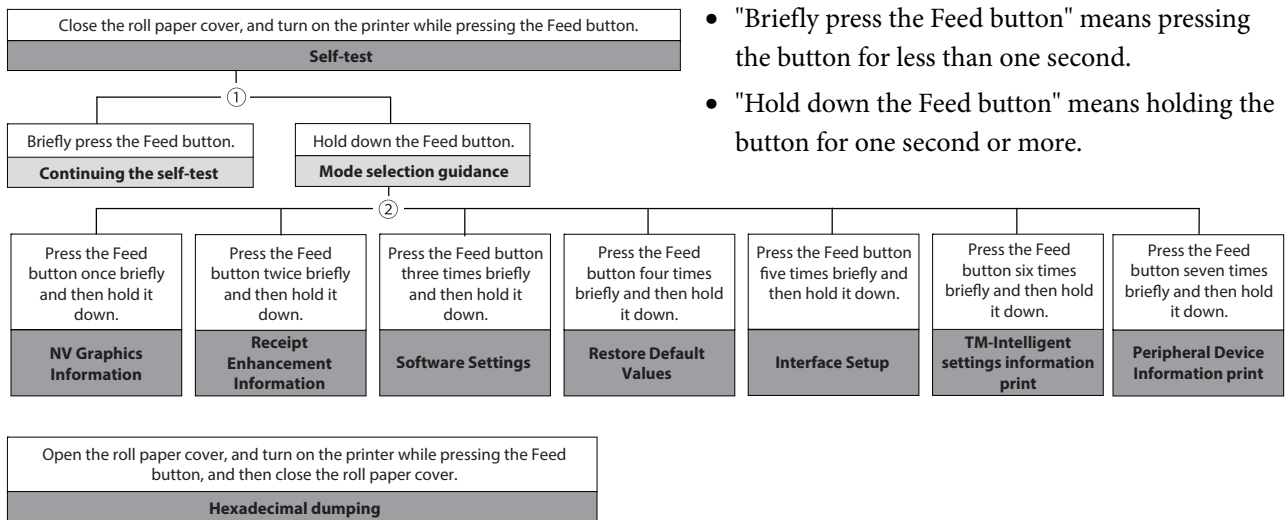 Close the roll paper cover, and turn on the printer while pressing the Feed button.
Self-test
• "Briefly press the Feed button" means pressing
the button for less than one second.
• "Hold down the Feed button" means holding the
button for one second or more.
①
Briefly press the Feed button.
Continuing the self-test
Hold down the Feed button.
Mode selection guidance
②
Press the Feed
button once briefly
and then hold it
down.
NV Graphics
Information
Press the Feed
button twice briefly
and then hold it
down.
Receipt
Enhancement
Information
Press the Feed button
three times briefly
and then hold it
down.
Software Settings
Press the Feed
button four times
briefly and then hold
it down.
Restore Default
Values
Press the Feed button
five times briefly and
then hold it down.
Interface Setup
Press the Feed
button six times
briefly and then hold
it down.
TM-Intelligent
settings information
print
Press the Feed
button seven times
briefly and then hold
it down.
Peripheral Device
Information print
Open the roll paper cover, and turn on the printer while pressing the Feed
button, and then close the roll paper cover.
Hexadecimal dumping